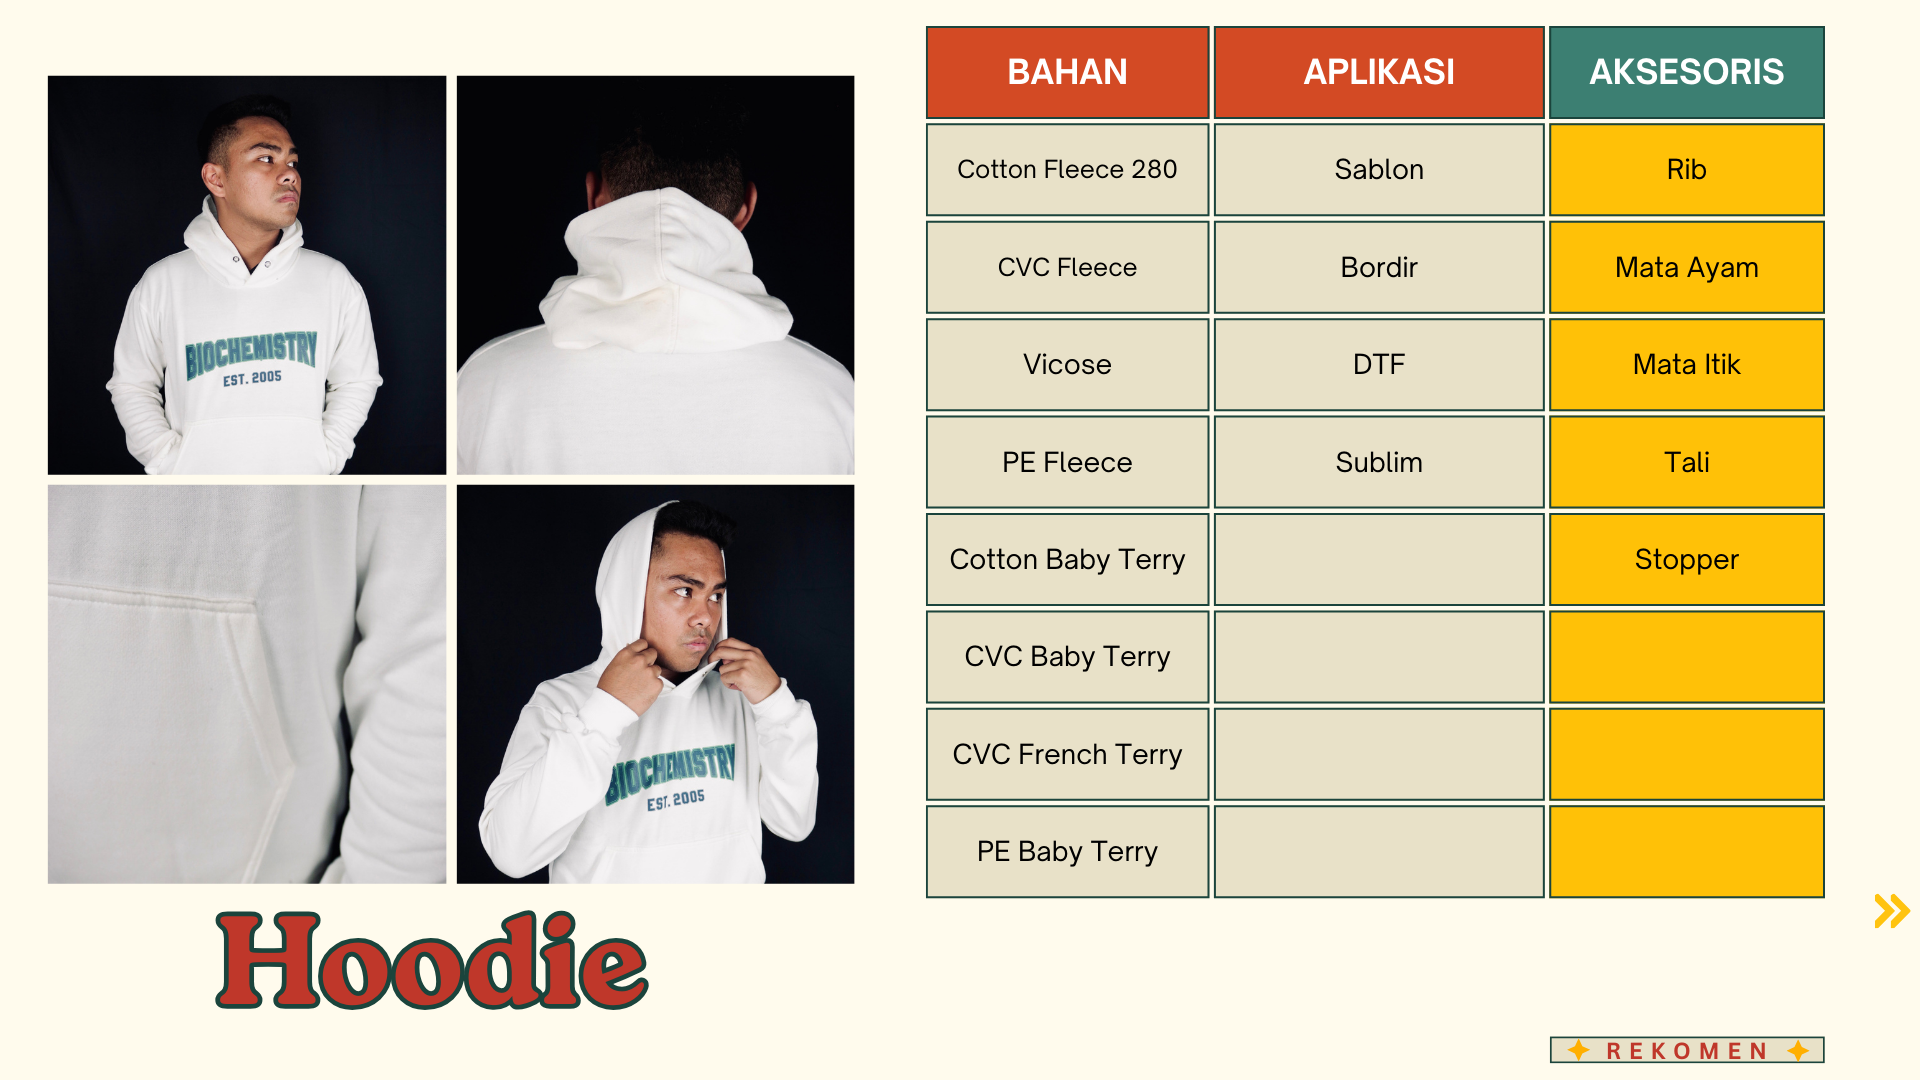 BAHAN APLIKASI AKSESORIS
Cotton Fleece 280 Sablon Rib
CVC Fleece Bordir Mata Ayam
Vicose DTF Mata Itik
PE Fleece Sublim Tali
Cotton Baby Terry Stopper
CVC Baby Terry
CVC French Terry
PE Baby Terry
BIOCHEMISTRY
EST. 2005
BIOCHEMISTRY
EST. 2005
Hoodie
REKOMEN